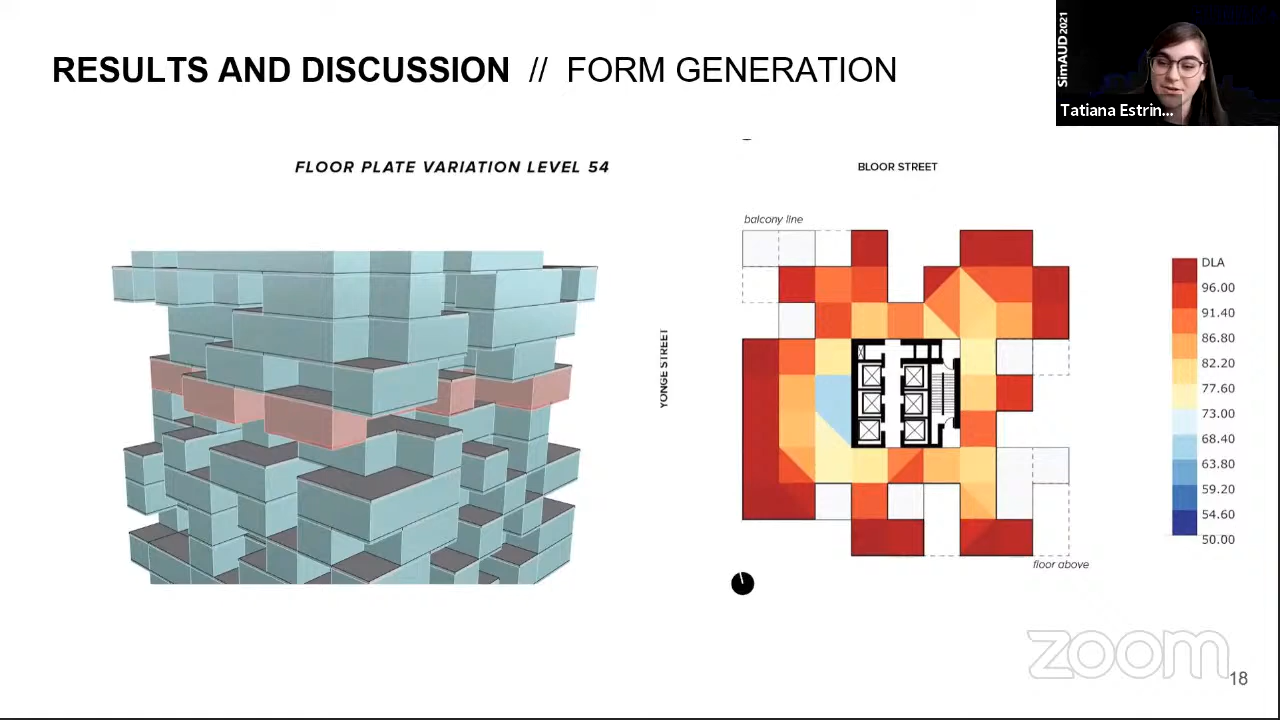 RESULTS AND DISCUSSION // FORM GENERATION
SimAUD 2021
Tatiana Estrin...
FLOOR PLATE VARIATION LEVEL 54
BLOOR STREET
balcony line
YONGE STREET
DLA
96.00
91.40
86.80
82.20
77.60
73.00
68.40
63.80
59.20
54.60
50.00
floor above
zoom
18